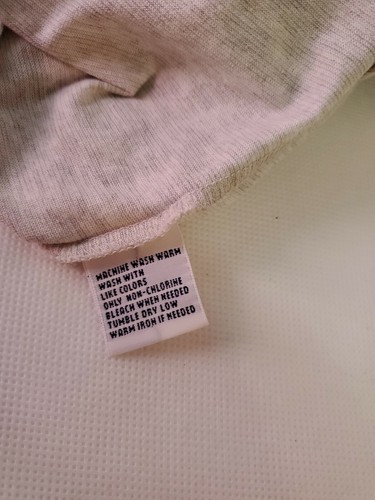 MACHINE WASH WARM
WASH WITH
LIKE COLORS
ONLY NON-CHLORINE
BLEACH WHEN NEEDED
TUMBLE DRY LOW
WARM IRON IF NEEDED